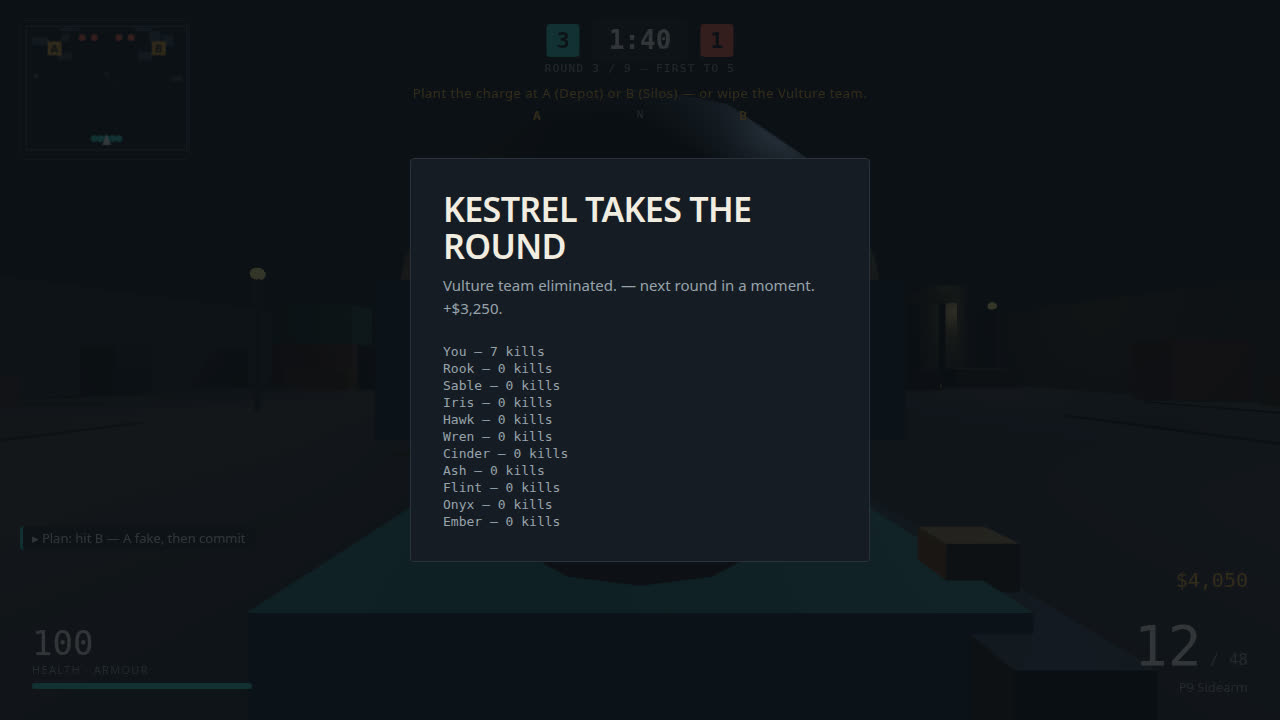 A
B
3
1:40
1
ROUND 3 / 9 — FIRST TO 5
Plant the charge at A (Depot) or B (Silos) — or wipe the Vulture team.
A
N
B
KESTREL TAKES THE
ROUND
Vulture team eliminated. — next round in a moment.
+$3,250.
You — 7 kills
Rook — 0 kills
Sable — 0 kills
Iris — 0 kills
Hawk — 0 kills
Wren — 0 kills
Cinder — 0 kills
Ash — 0 kills
Flint — 0 kills
Onyx — 0 kills
Ember — 0 kills
▸ Plan: hit B — A fake, then commit
$4,050
100
HEALTH · ARMOUR
12 / 48
P9 Sidearm